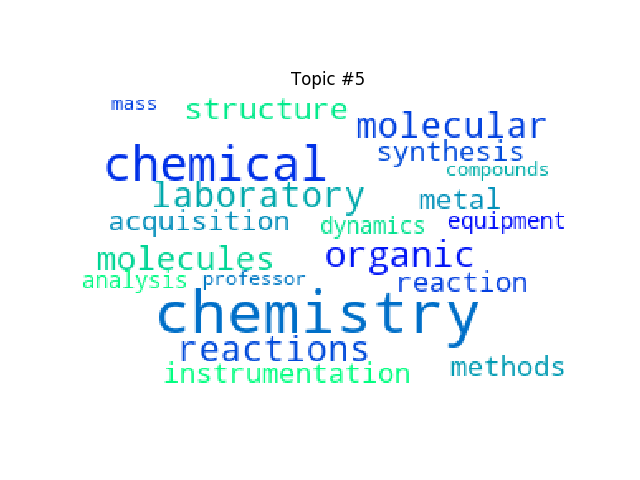 Topic #5
mass structure
molecular
synthesis
chemical compounds
laboratory metal
acquisition dynamics equipment
molecules organic
analysis professor reaction
chemistry
reactions
instrumentation methods